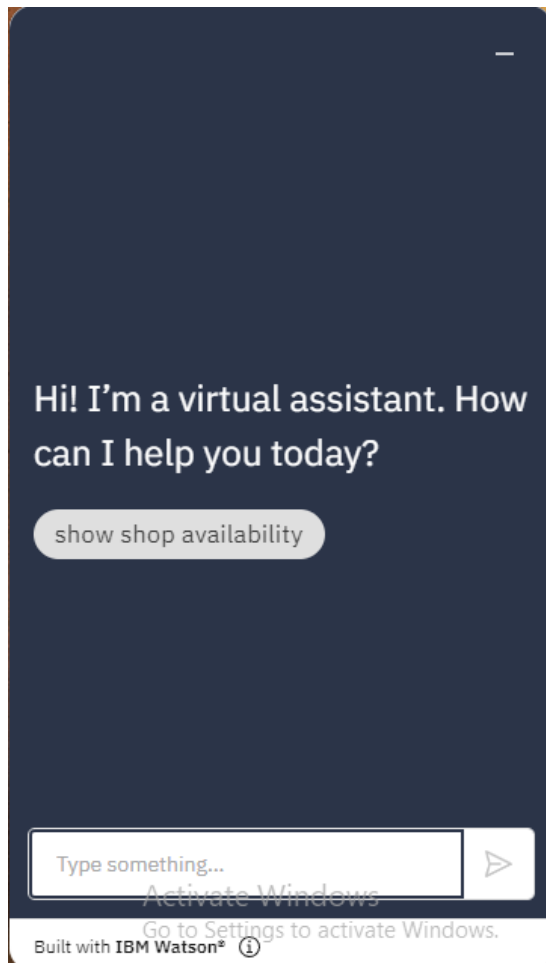 Hi! I’m a virtual assistant. How
can I help you today?
show shop availability
Type something...
Activate Windows
Go to Settings to activate Windows.
Built with IBM Watson®